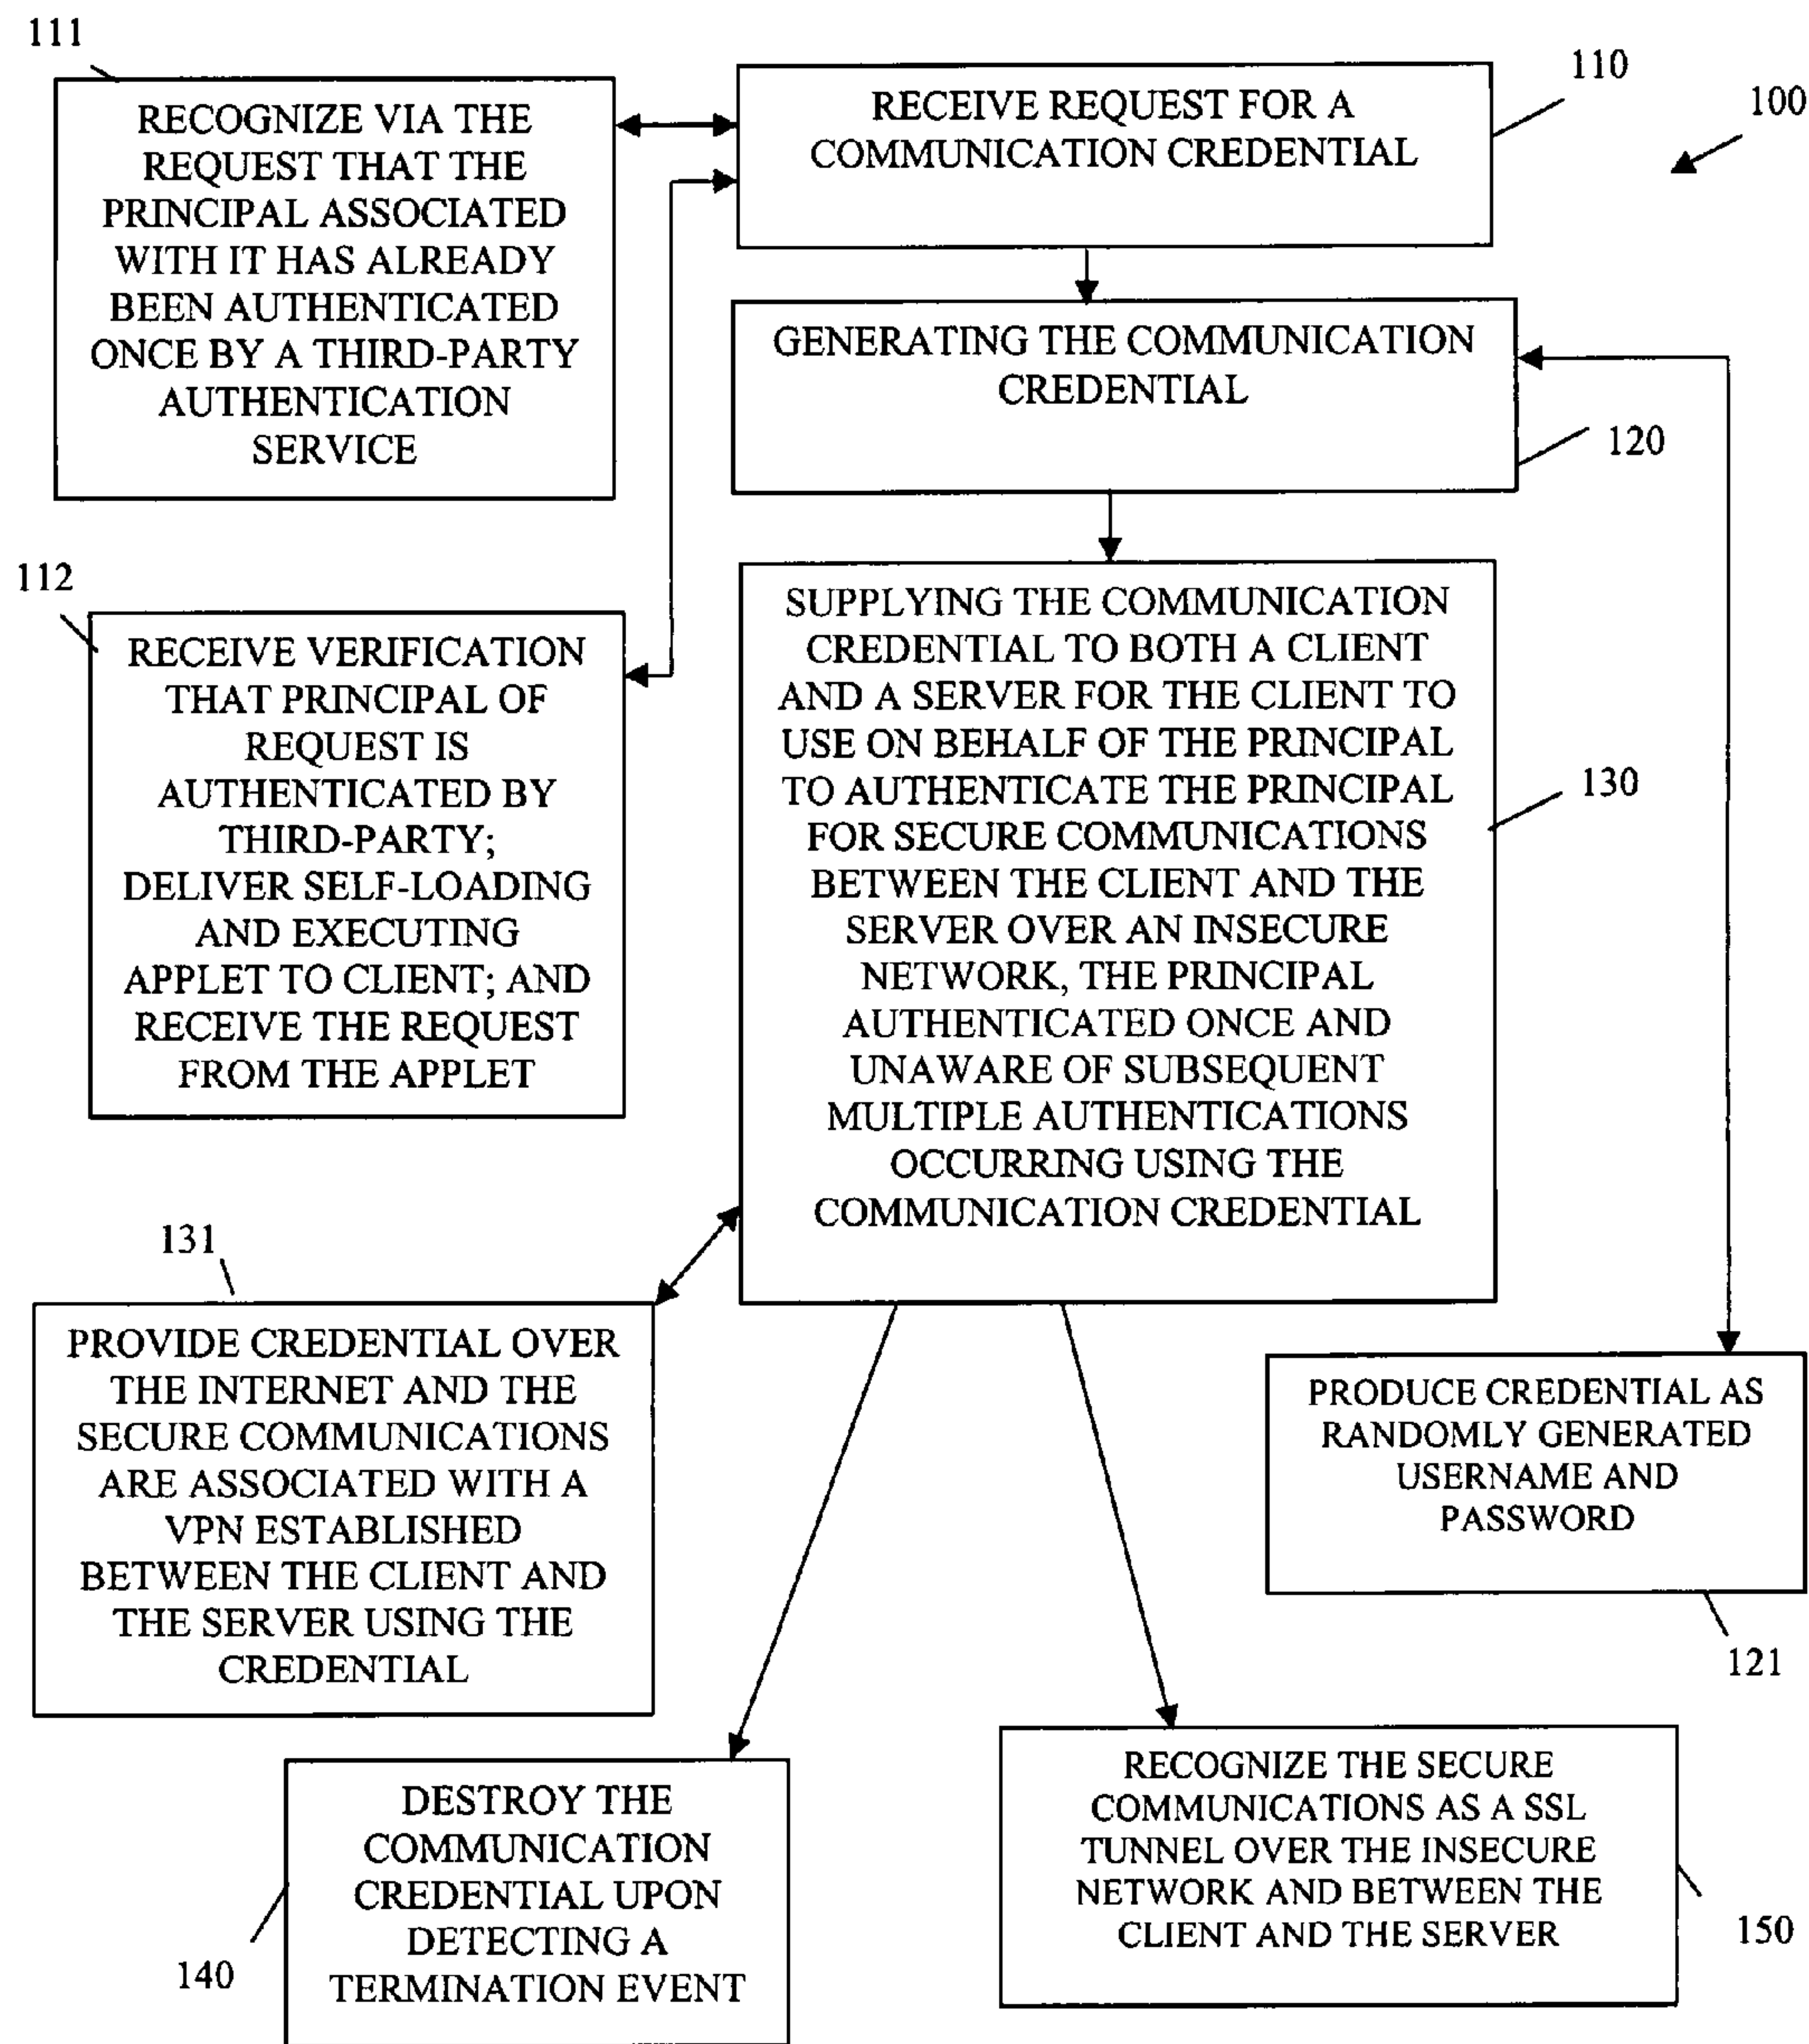 111
RECOGNIZE VIA THE
REQUEST THAT THE
PRINCIPAL ASSOCIATED
WITH IT HAS ALREADY
BEEN AUTHENTICATED
ONCE BY A THIRD-PARTY
AUTHENTICATION
SERVICE
RECEIVE REQUEST FOR A
COMMUNICATION CREDENTIAL
110
100
GENERATING THE COMMUNICATION
CREDENTIAL
120
112
RECEIVE VERIFICATION
THAT PRINCIPAL OF
REQUEST IS
AUTHENTICATED BY
THIRD-PARTY;
DELIVER SELF-LOADING
AND EXECUTING
APPLET TO CLIENT; AND
RECEIVE THE REQUEST
FROM THE APPLET
SUPPLYING THE COMMUNICATION
CREDENTIAL TO BOTH A CLIENT
AND A SERVER FOR THE CLIENT TO
USE ON BEHALF OF THE PRINCIPAL
TO AUTHENTICATE THE PRINCIPAL
FOR SECURE COMMUNICATIONS
BETWEEN THE CLIENT AND THE
SERVER OVER AN INSECURE
NETWORK, THE PRINCIPAL
AUTHENTICATED ONCE AND
UNAWARE OF SUBSEQUENT
MULTIPLE AUTHENTICATIONS
OCCURRING USING THE
COMMUNICATION CREDENTIAL
130
131
PROVIDE CREDENTIAL OVER
THE INTERNET AND THE
SECURE COMMUNICATIONS
ARE ASSOCIATED WITH A
VPN ESTABLISHED
BETWEEN THE CLIENT AND
THE SERVER USING THE
CREDENTIAL
PRODUCE CREDENTIAL AS
RANDOMLY GENERATED
USERNAME AND
PASSWORD
121
DESTROY THE
COMMUNICATION
CREDENTIAL UPON
DETECTING A
TERMINATION EVENT
140
RECOGNIZE THE SECURE
COMMUNICATIONS AS A SSL
TUNNEL OVER THE INSECURE
NETWORK AND BETWEEN THE
CLIENT AND THE SERVER
150